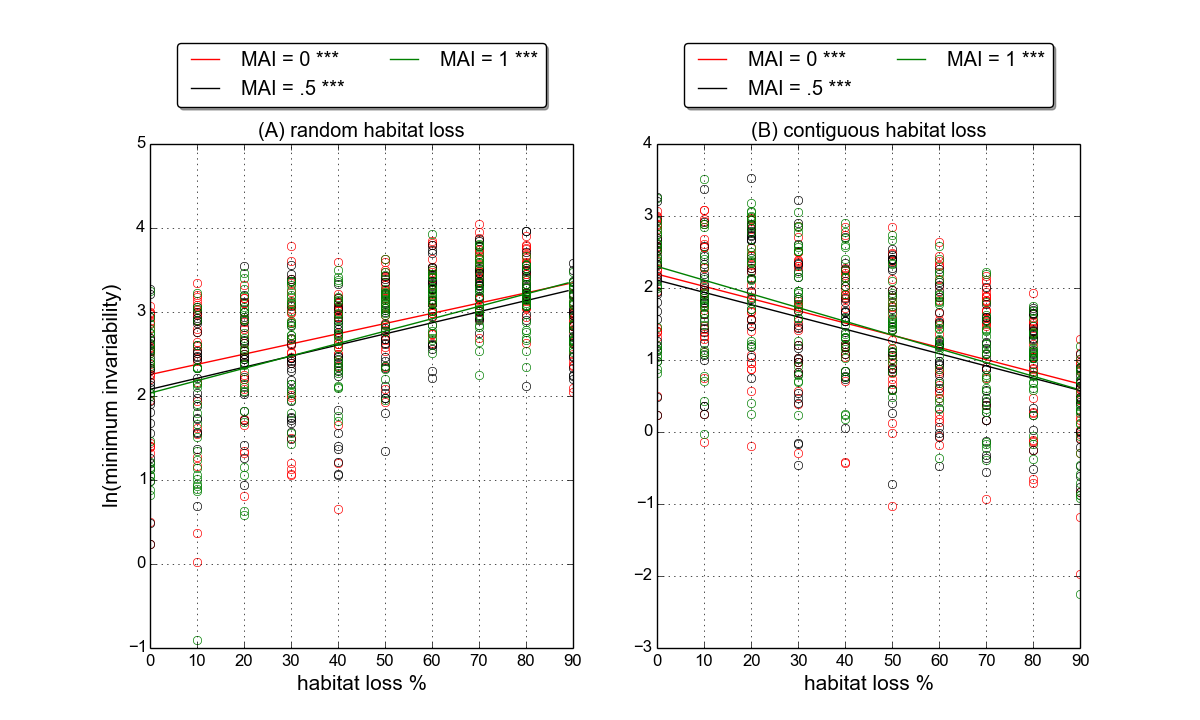 MAI = 0 ***
MAI = 1 ***
MAI = .5 ***
MAI = 0 ***
MAI = 1 ***
MAI = .5 ***
(A) random habitat loss
(B) contiguous habitat loss
ln(minimum invariability)
5
4
3
2
1
0
−1
0 10 20 30 40 50 60 70 80 90
habitat loss %
4
3
2
1
0
−1
−2
−3
0 10 20 30 40 50 60 70 80 90
habitat loss %